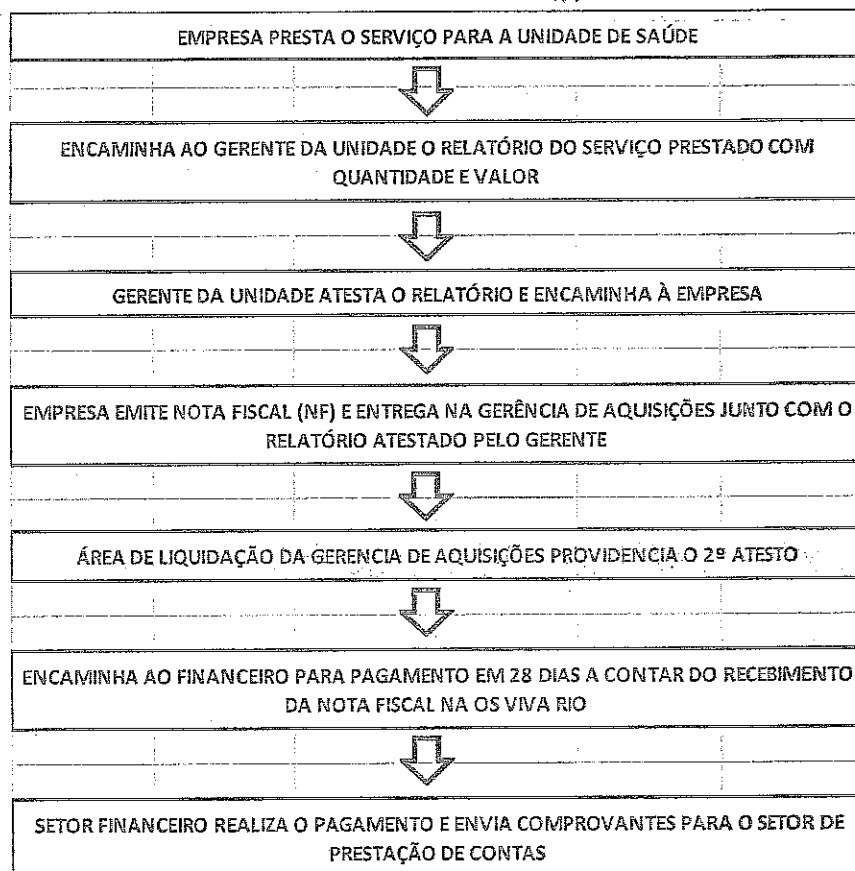 EMPRESA PRESTA O SERVIÇO PARA A UNIDADE DE SAÚDE
ENCAMINHA AO GERENTE DA UNIDADE O RELATÓRIO DO SERVIÇO PRESTADO COM
QUANTIDADE E VALOR
GERENTE DA UNIDADE ATESTA O RELATÓRIO E ENCAMINHA À EMPRESA
EMPRESA EMITE NOTA FISCAL (NF) E ENTREGA NA GERÊNCIA DE AQUISIÇÕES JUNTO COM O
RELATÓRIO ATESTADO PELO GERENTE
ÁREA DE LIQUIDAÇÃO DA GERENCIA DE AQUISIÇÕES PROVIDENCIA O 2º ATESTO
ENCAMINHA AO FINANCEIRO PARA PAGAMENTO EM 28 DIAS A CONTAR DO RECEBIMENTO
DA NOTA FISCAL NA OS VIVA RIO
SETOR FINANCEIRO REALIZA O PAGAMENTO E ENVIA COMPROVANTES PARA O SETOR DE
PRESTAÇÃO DE CONTAS